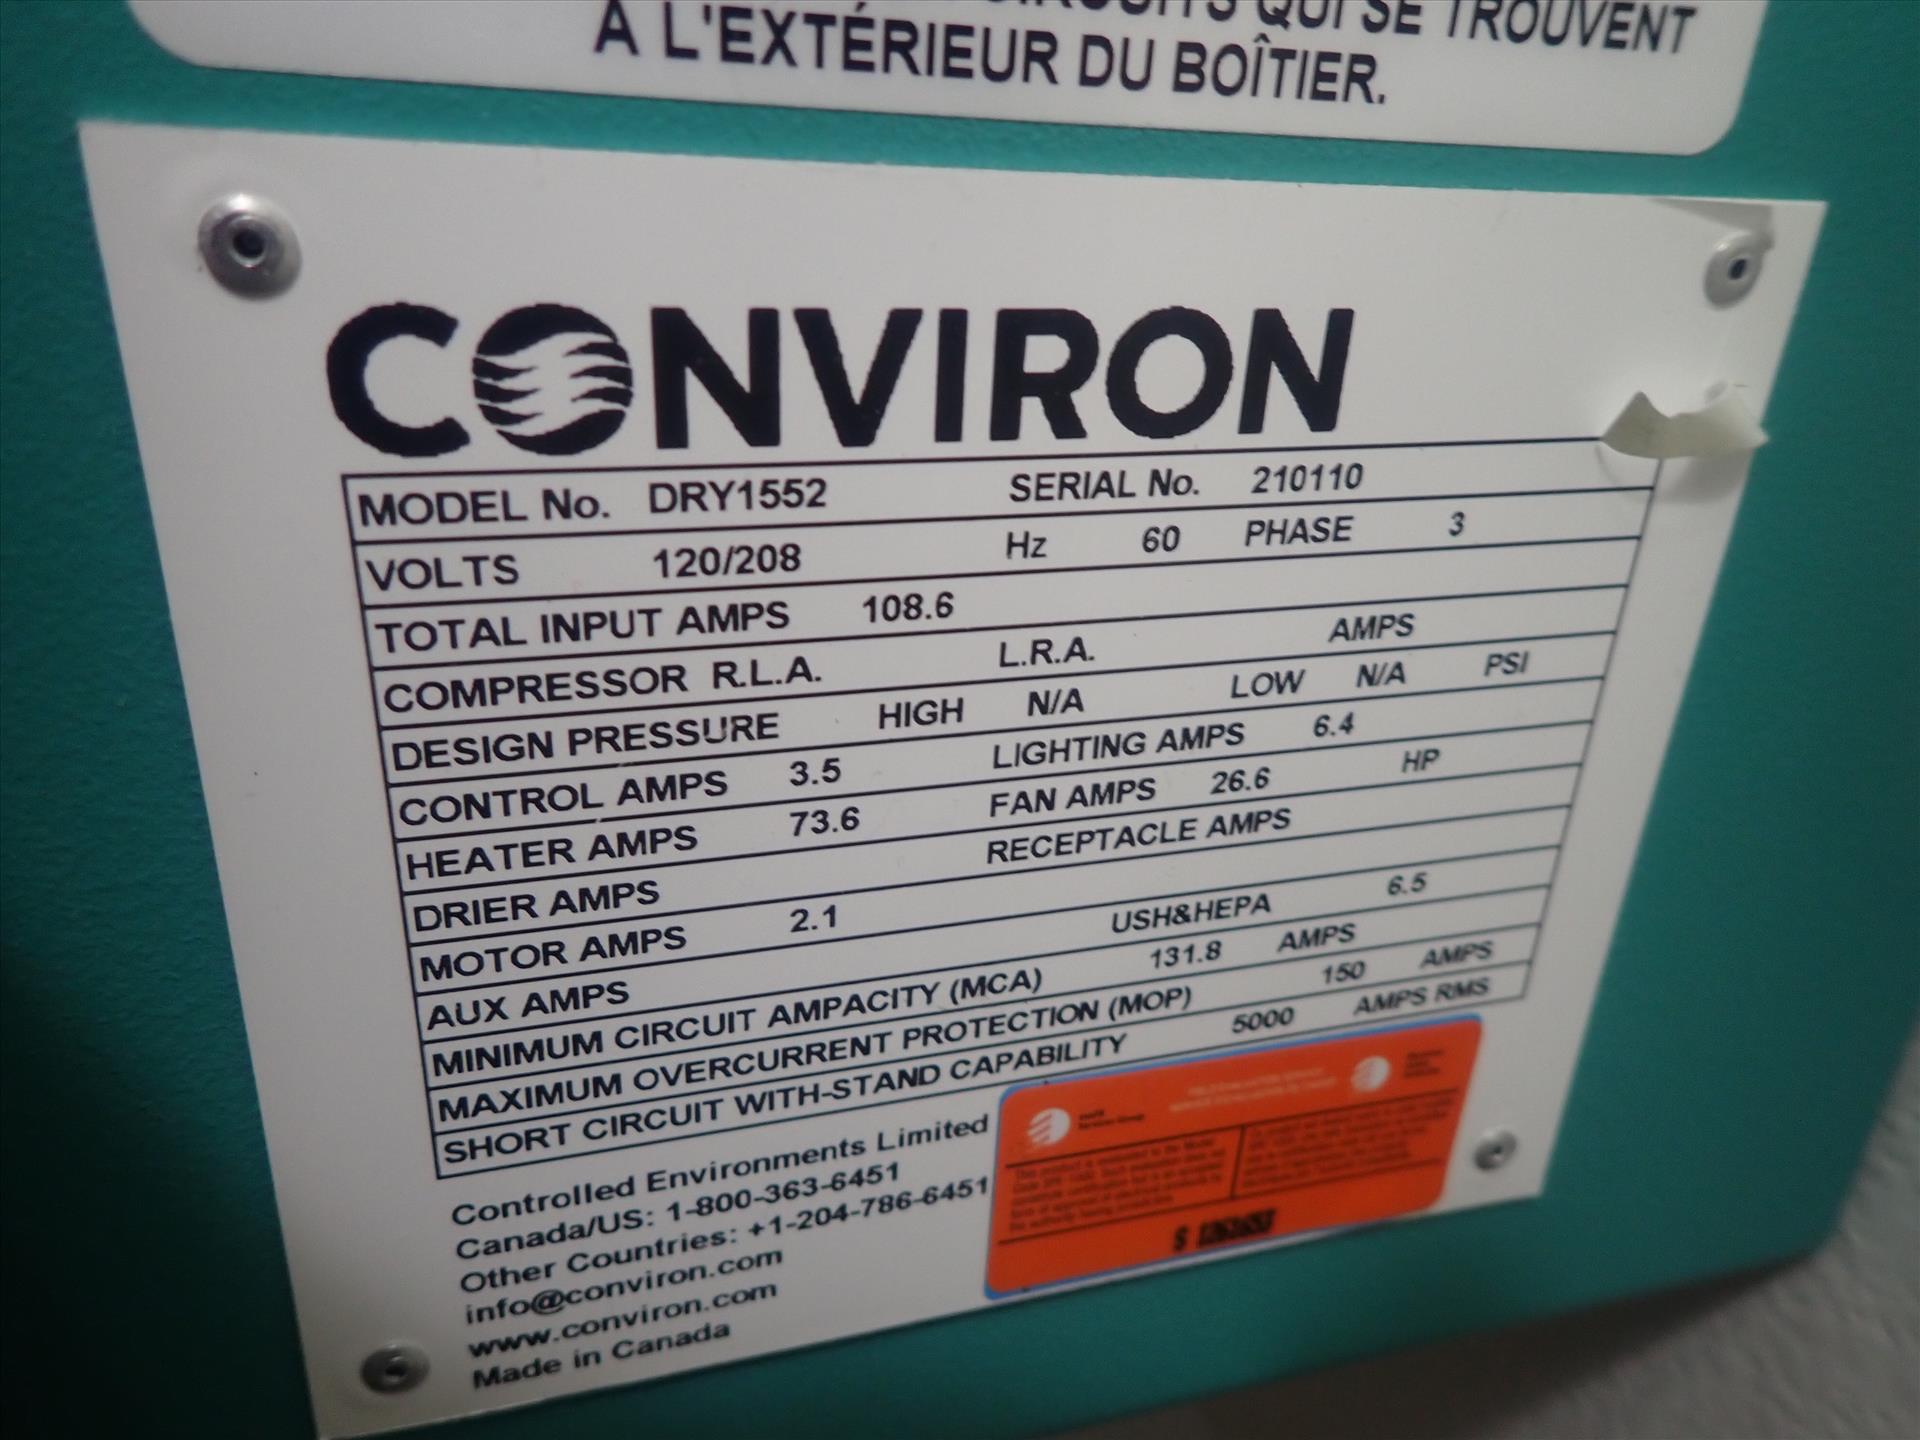 CIRCUITS QUI SE TROUVENT
À L'EXTÉRIEUR DU BOÎTIER.
CONVIRON
MODEL No. DRY1552 SERIAL No. 210110
VOLTS 120/208 Hz 60 PHASE 3
TOTAL INPUT AMPS 108.6
COMPRESSOR R.L.A. L.R.A. AMPS
DESIGN PRESSURE HIGH N/A LOW N/A PSI
CONTROL AMPS 3.5 LIGHTING AMPS 6.4
HEATER AMPS 73.6 FAN AMPS 26.6 HP
DRIER AMPS RECEPTACLE AMPS
MOTOR AMPS 2.1
AUX AMPS USH&HEPA 6.5
MINIMUM CIRCUIT AMPACITY (MCA) 131.8 AMPS
MAXIMUM OVERCURRENT PROTECTION (MOP) 150 AMPS
SHORT CIRCUIT WITH-STAND CAPABILITY 5000 AMPS RMS
Controlled Environments Limited
Canada/US: 1-800-363-6451
Other Countries: +1-204-786-6451
info@conviron.com
www.conviron.com
Made in Canada